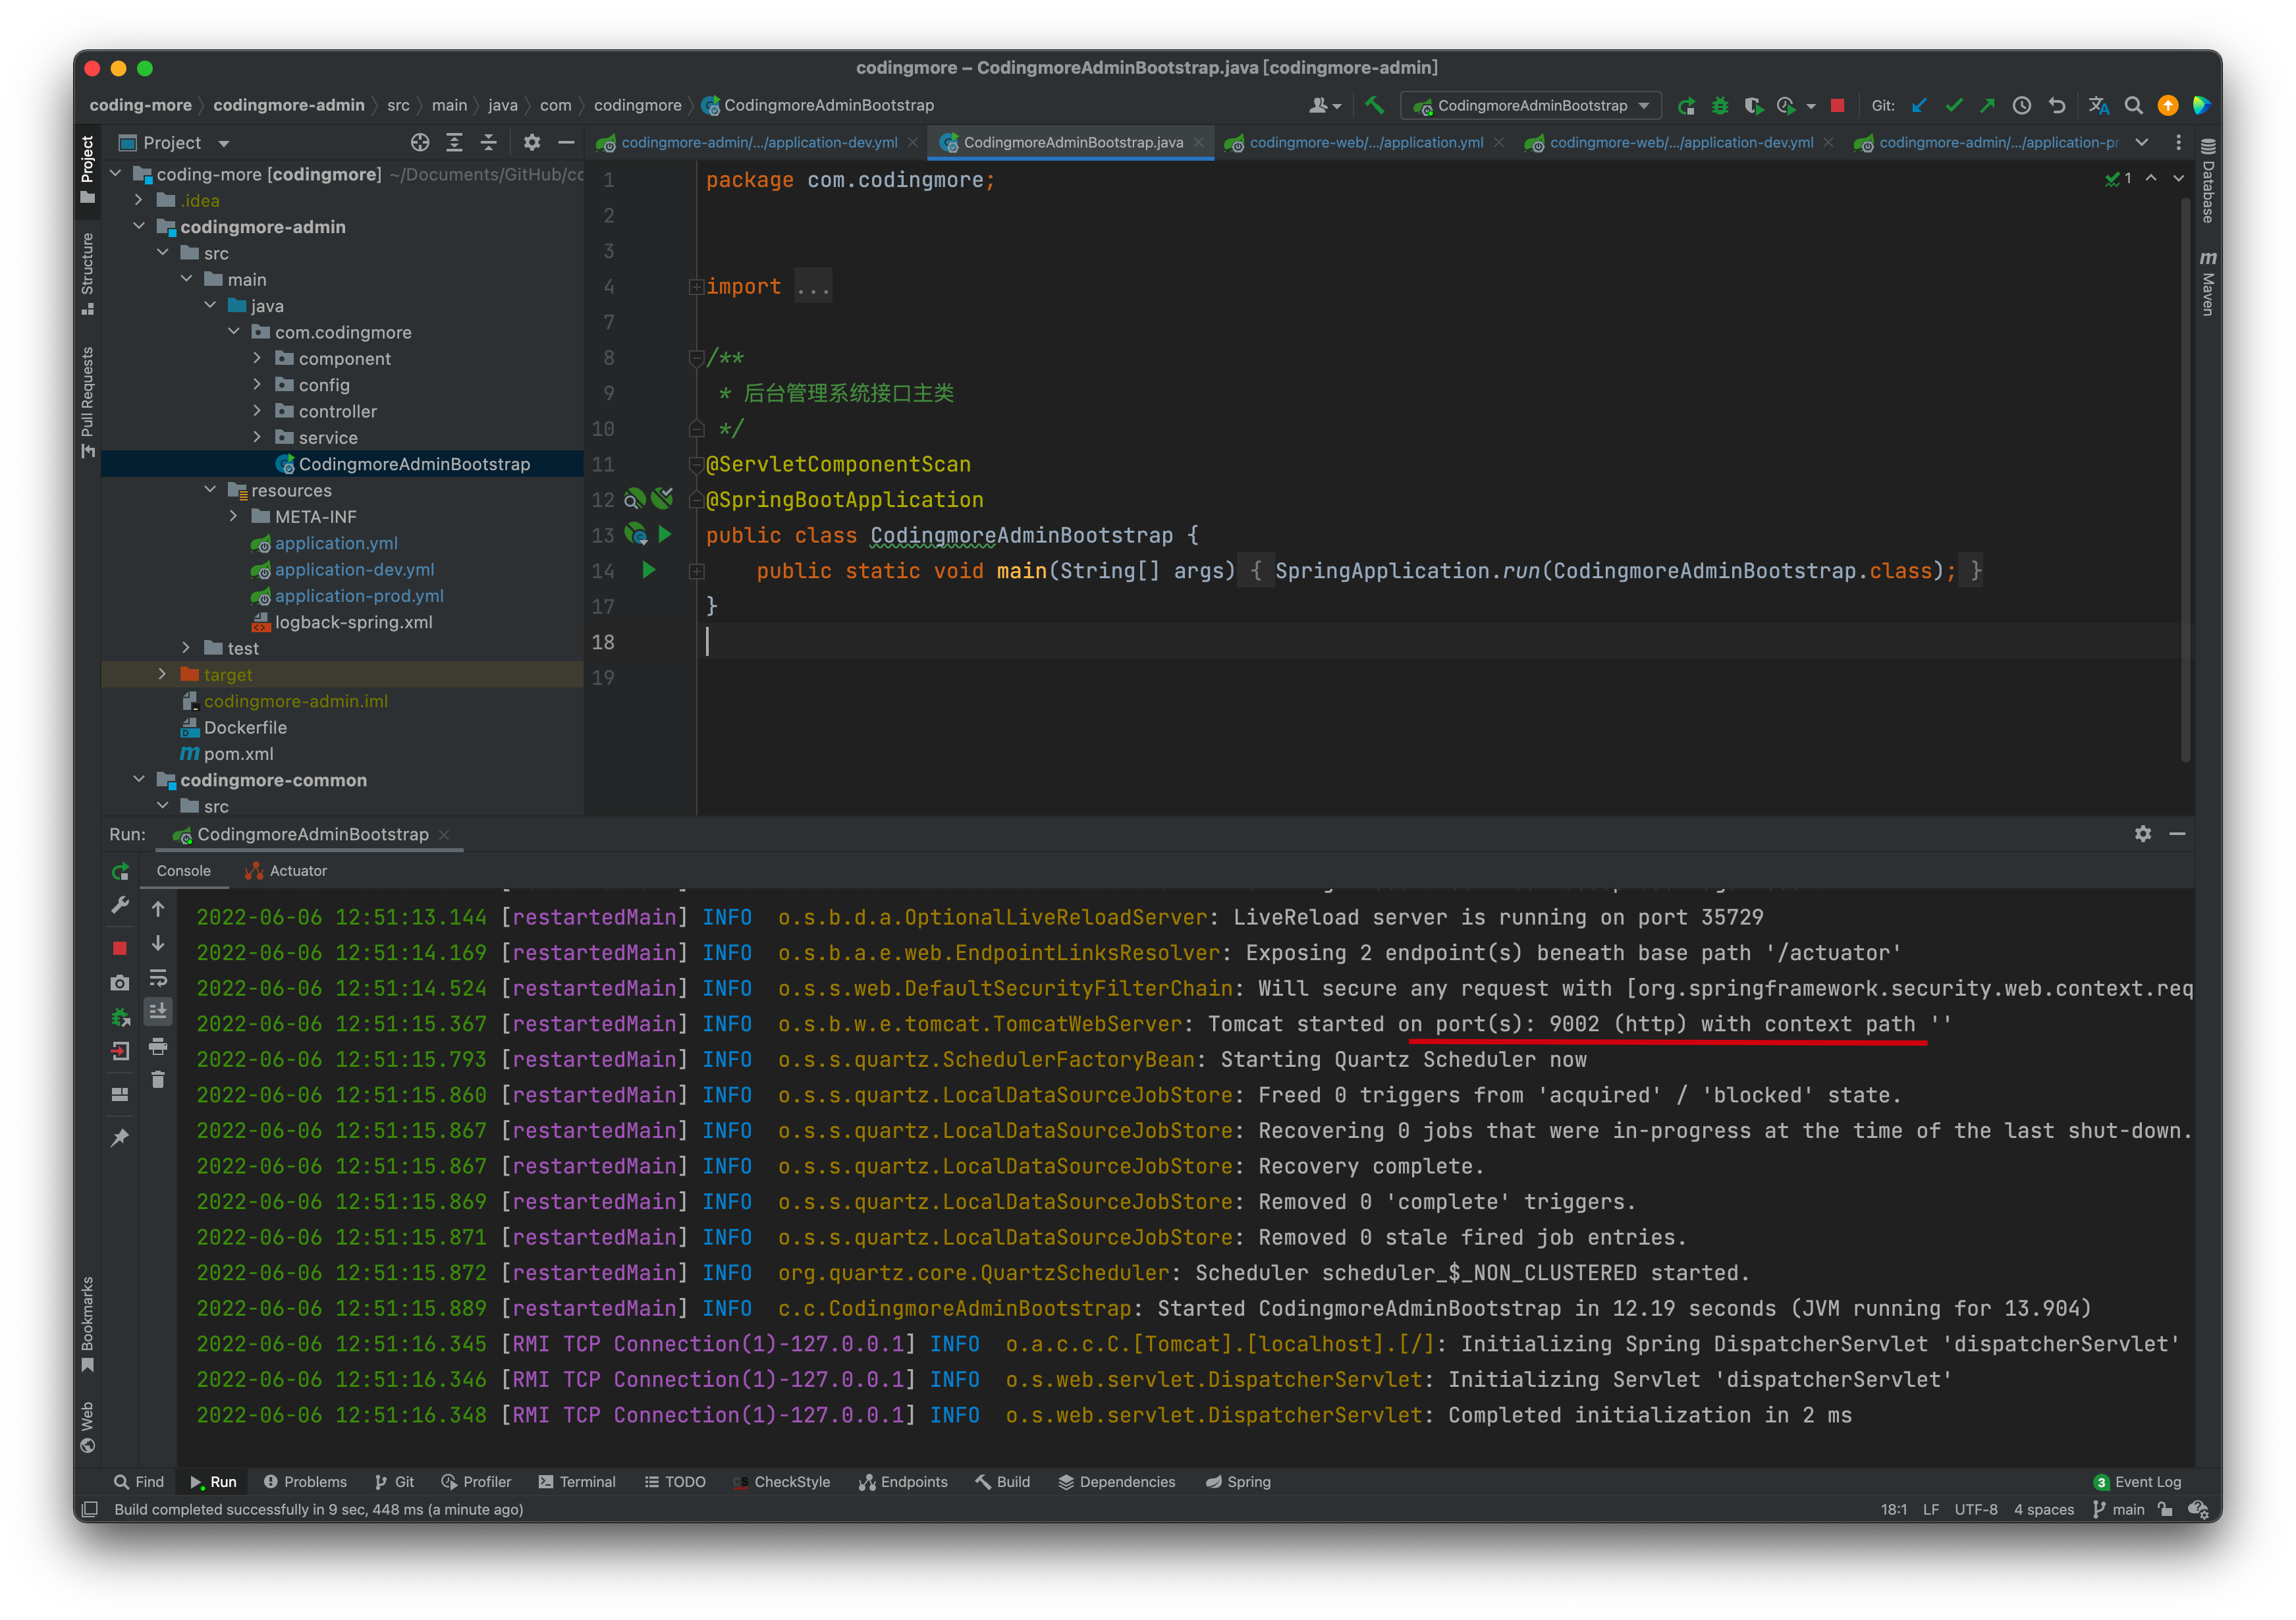 codingmore – CodingmoreAdminBootstrap.java [codingmore-admin]
coding-more codingmore-admin src main java com codingmore CodingmoreAdminBootstrap
CodingmoreAdminBootstrap Git:
Project
codingmore-admin/.../application-dev.yml CodingmoreAdminBootstrap.java codingmore-web/.../application.yml codingmore-web/.../application-dev.yml codingmore-admin/.../application-pr
Project
Structure
Pull Requests
Bookmarks
Web
Database
m Maven
coding-more [codingmore] ~/Documents/GitHub/cc
.idea
codingmore-admin
src
main
java
com.codingmore
component
config
controller
service
CodingmoreAdminBootstrap
resources
META-INF
application.yml
application-dev.yml
application-prod.yml
logback-spring.xml
test
target
codingmore-admin.iml
Dockerfile
pom.xml
codingmore-common
src
1
1 package com.codingmore;
2
3
4 import ...
7
8 /**
9 * 后台管理系统接口主类
10 */
11 @ServletComponentScan
12 @SpringBootApplication
13 public class CodingmoreAdminBootstrap {
14 public static void main(String[] args) { SpringApplication.run(CodingmoreAdminBootstrap.class); }
17 }
18
19
Run: CodingmoreAdminBootstrap
Console Actuator
2022-06-06 12:51:13.144 [restartedMain] INFO o.s.b.d.a.OptionalLiveReloadServer: LiveReload server is running on port 35729
2022-06-06 12:51:14.169 [restartedMain] INFO o.s.b.a.e.web.EndpointLinksResolver: Exposing 2 endpoint(s) beneath base path '/actuator'
2022-06-06 12:51:14.524 [restartedMain] INFO o.s.s.web.DefaultSecurityFilterChain: Will secure any request with [org.springframework.security.web.context.req
2022-06-06 12:51:15.367 [restartedMain] INFO o.s.b.w.e.tomcat.TomcatWebServer: Tomcat started on port(s): 9002 (http) with context path ''
2022-06-06 12:51:15.793 [restartedMain] INFO o.s.s.quartz.SchedulerFactoryBean: Starting Quartz Scheduler now
2022-06-06 12:51:15.860 [restartedMain] INFO o.s.s.quartz.LocalDataSourceJobStore: Freed 0 triggers from 'acquired' / 'blocked' state.
2022-06-06 12:51:15.867 [restartedMain] INFO o.s.s.quartz.LocalDataSourceJobStore: Recovering 0 jobs that were in-progress at the time of the last shut-down.
2022-06-06 12:51:15.867 [restartedMain] INFO o.s.s.quartz.LocalDataSourceJobStore: Recovery complete.
2022-06-06 12:51:15.869 [restartedMain] INFO o.s.s.quartz.LocalDataSourceJobStore: Removed 0 'complete' triggers.
2022-06-06 12:51:15.871 [restartedMain] INFO o.s.s.quartz.LocalDataSourceJobStore: Removed 0 stale fired job entries.
2022-06-06 12:51:15.872 [restartedMain] INFO org.quartz.core.QuartzScheduler: Scheduler scheduler_$_NON_CLUSTERED started.
2022-06-06 12:51:15.889 [restartedMain] INFO c.c.CodingmoreAdminBootstrap: Started CodingmoreAdminBootstrap in 12.19 seconds (JVM running for 13.904)
2022-06-06 12:51:16.345 [RMI TCP Connection(1)-127.0.0.1] INFO o.a.c.c.C.[Tomcat].[localhost].[/]: Initializing Spring DispatcherServlet 'dispatcherServlet'
2022-06-06 12:51:16.346 [RMI TCP Connection(1)-127.0.0.1] INFO o.s.web.servlet.DispatcherServlet: Initializing Servlet 'dispatcherServlet'
2022-06-06 12:51:16.348 [RMI TCP Connection(1)-127.0.0.1] INFO o.s.web.servlet.DispatcherServlet: Completed initialization in 2 ms
Find Run Problems Git Profiler Terminal TODO CheckStyle Endpoints Build Dependencies Spring 3 Event Log
Build completed successfully in 9 sec, 448 ms (a minute ago) 18:1 LF UTF-8 4 spaces main